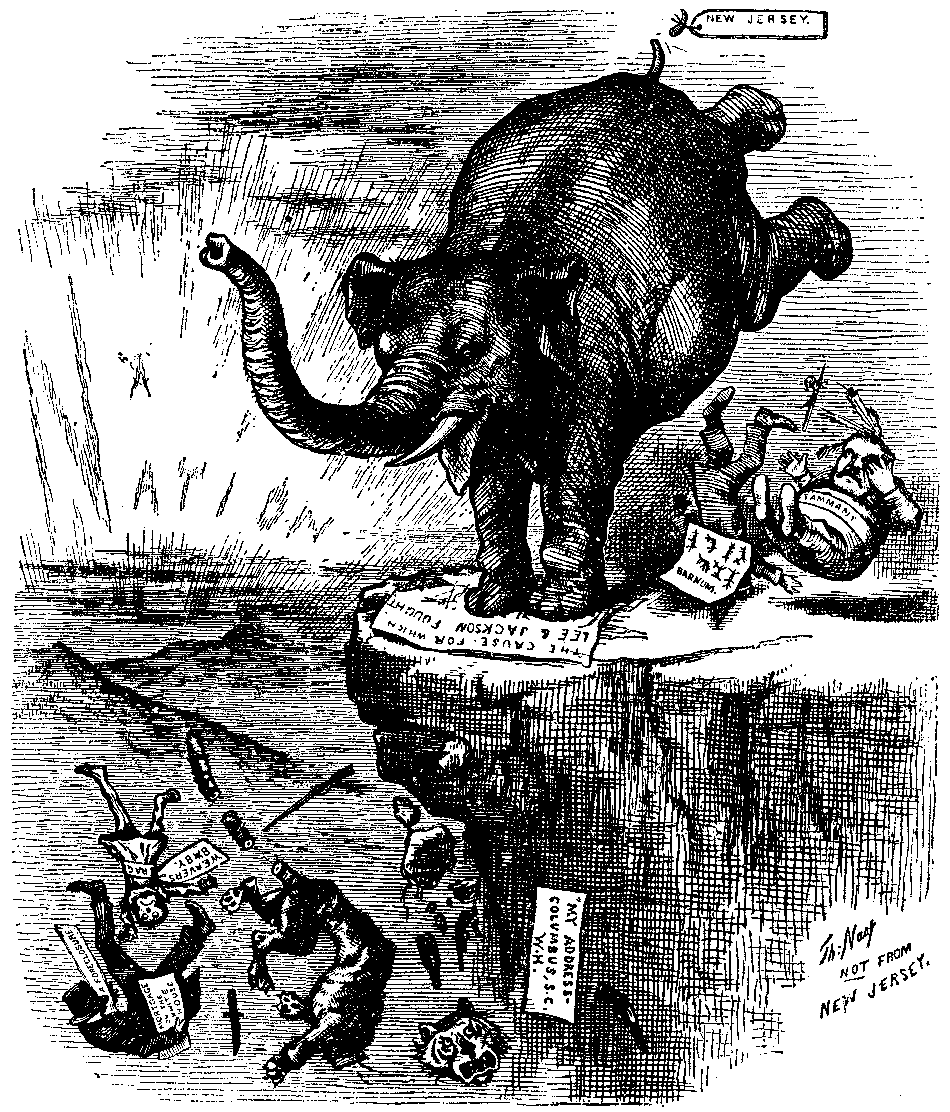 NEW JERSEY.
A
NATION
TAMMANY
BARNUM.
THE CAUSE FOR WHICH
LEE & JACKSON FOUGHT
WEAVERS
"MY ADDRESS-
COLUMBUS, S.C.
W.H.
Th. Nast
NOT FROM
NEW JERSEY.